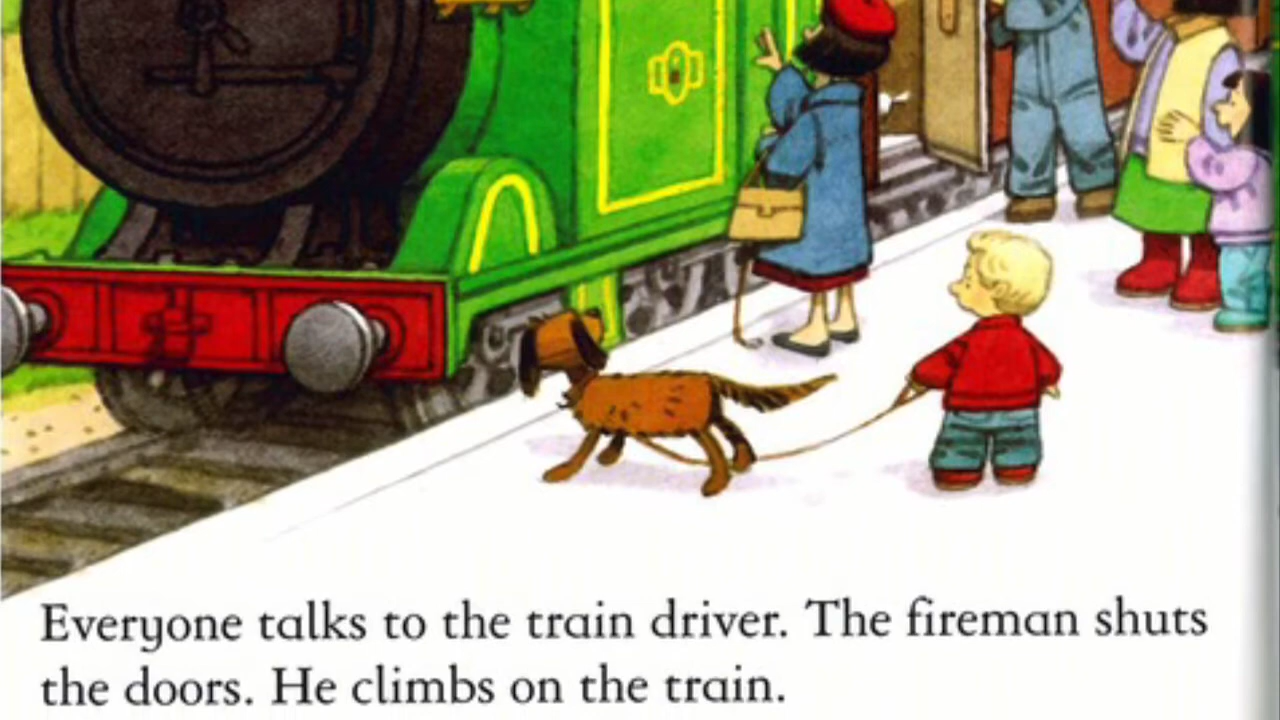 Everyone talks to the train driver. The fireman shuts
the doors. He climbs on the train.